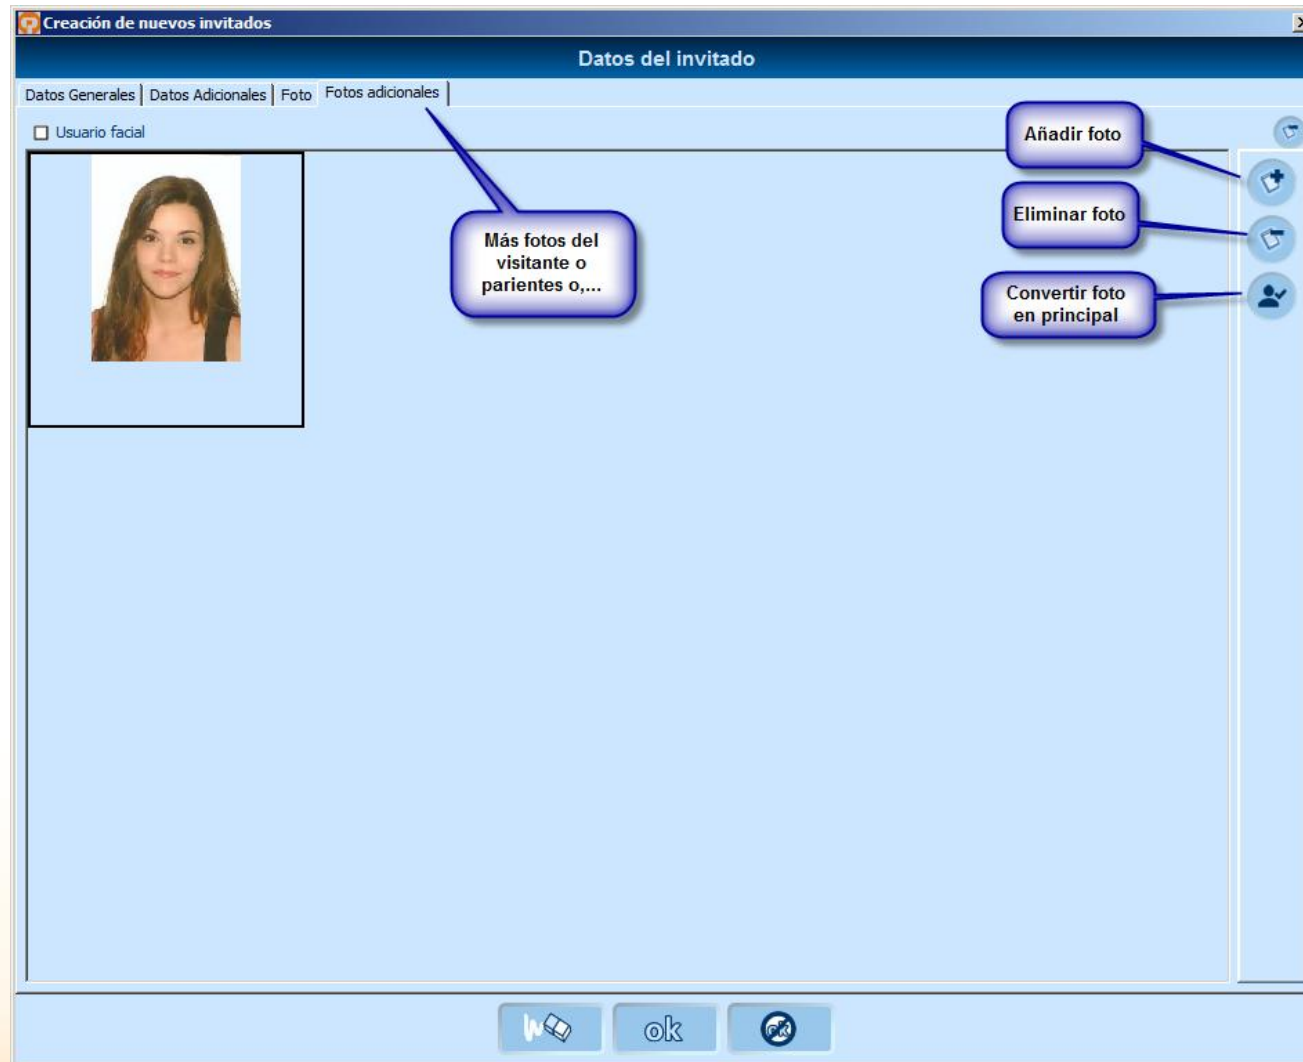 Creación de nuevos invitados
Datos del invitado
Datos Generales
Datos Adicionales
Foto
Fotos adicionales
Usuario facial
Añadir foto
Eliminar foto
Más fotos del
visitante o
parientes o,...
Convertir foto
en principal
ok
ok